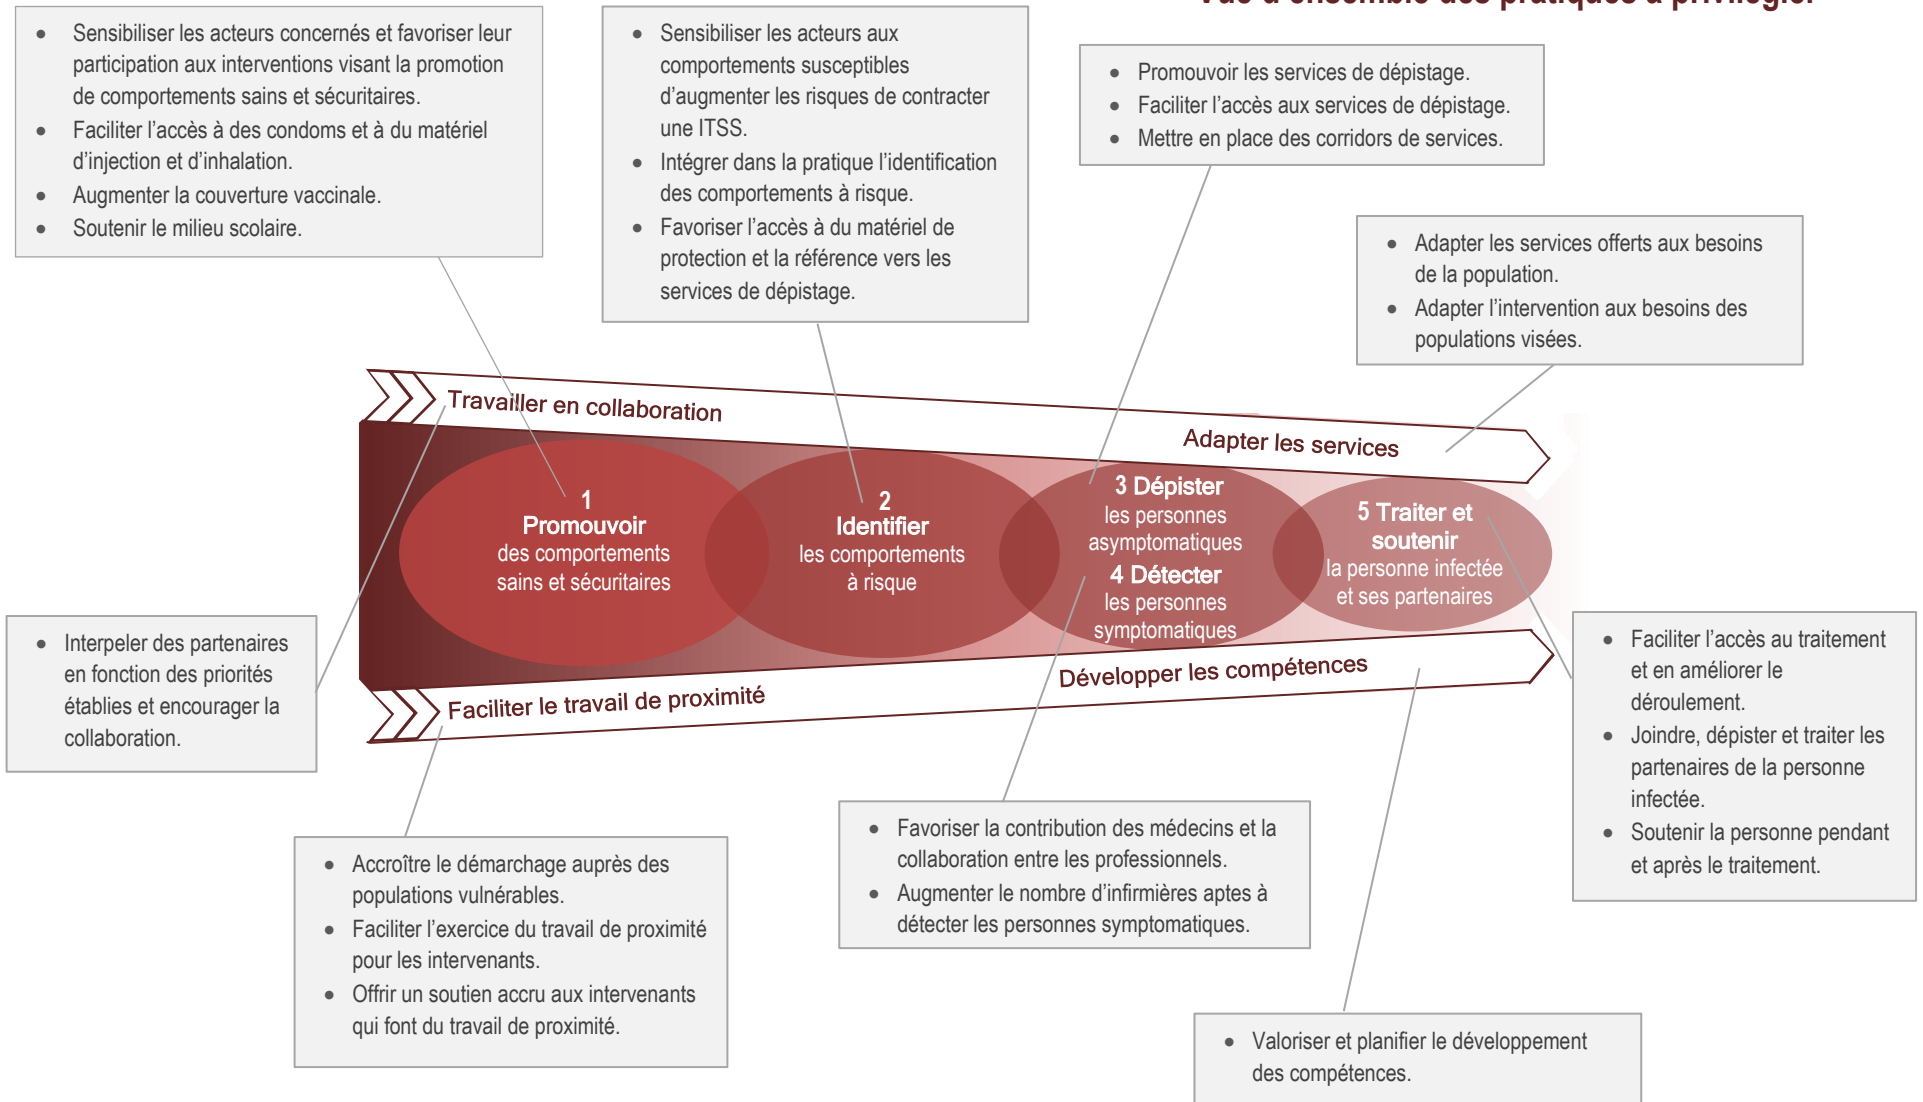 Vue d'ensemble des pratiques à privilégier
• Sensibiliser les acteurs concernés et favoriser leur
participation aux interventions visant la promotion
de comportements sains et sécuritaires.
• Faciliter l'accès à des condoms et à du matériel
d'injection et d'inhalation.
• Augmenter la couverture vaccinale.
• Soutenir le milieu scolaire.
• Sensibiliser les acteurs aux
comportements susceptibles
d'augmenter les risques de contracter
une ITSS.
• Intégrer dans la pratique l'identification
des comportements à risque.
• Favoriser l'accès à du matériel de
protection et la référence vers les
services de dépistage.
• Promouvoir les services de dépistage.
• Faciliter l'accès aux services de dépistage.
• Mettre en place des corridors de services.
• Adapter les services offerts aux besoins
de la population.
• Adapter l'intervention aux besoins des
populations visées.
Travailler en collaboration
Adapter les services
1
Promouvoir
des comportements
sains et sécuritaires
2
Identifier
les comportements
à risque
3 Dépister
les personnes
asymptomatiques
4 Détecter
les personnes
symptomatiques
5 Traiter et
soutenir
la personne infectée
et ses partenaires
Faciliter le travail de proximité
Développer les compétences
• Interpeler des partenaires
en fonction des priorités
établies et encourager la
collaboration.
• Accroître le démarchage auprès des
populations vulnérables.
• Faciliter l'exercice du travail de proximité
pour les intervenants.
• Offrir un soutien accru aux intervenants
qui font du travail de proximité.
• Favoriser la contribution des médecins et la
collaboration entre les professionnels.
• Augmenter le nombre d'infirmières aptes à
détecter les personnes symptomatiques.
• Faciliter l'accès au traitement
et en améliorer le
déroulement.
• Joindre, dépister et traiter les
partenaires de la personne
infectée.
• Soutenir la personne pendant
et après le traitement.
• Valoriser et planifier le développement
des compétences.